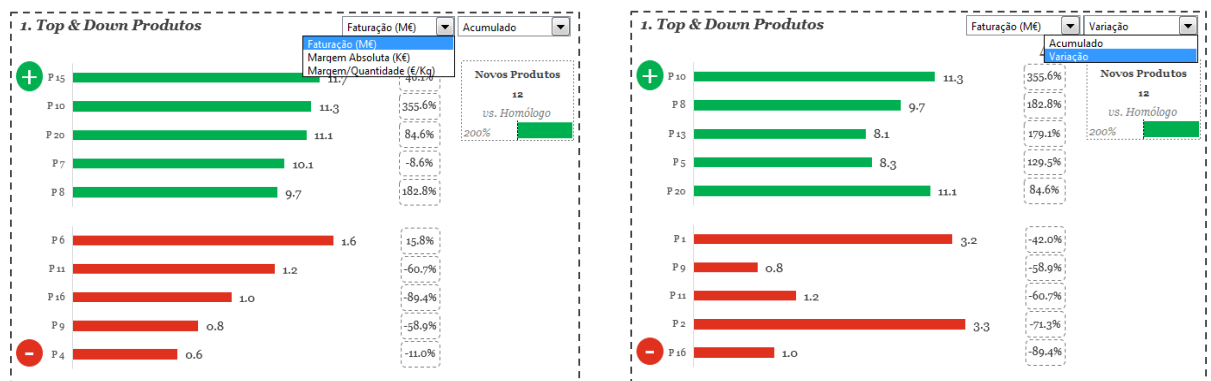 1. Top & Down Produtos
Faturação (M€)
Acumulado
Faturação (M€)
Margem Absoluta (K€)
Margem/Quantidade (€/Kg)
+
P 15 11.7 40.1%
P 10 11.3 355.6%
P 20 11.1 84.6%
P 7 10.1 -8.6%
P 8 9.7 182.8%
Novos Produtos
12
vs. Homólogo
200%
P 6 1.6 15.8%
P 11 1.2 -60.7%
P 16 1.0 -89.4%
P 9 0.8 -58.9%
- P 4 0.6 -11.0%
1. Top & Down Produtos
Faturação (M€)
Variação
Acumulado
Variação
+
P 10 11.3 355.6%
P 8 9.7 182.8%
P 13 8.1 179.1%
P 5 8.3 129.5%
P 20 11.1 84.6%
Novos Produtos
12
vs. Homólogo
200%
P 1 3.2 -42.0%
P 9 0.8 -58.9%
P 11 1.2 -60.7%
P 2 3.3 -71.3%
- P 16 1.0 -89.4%